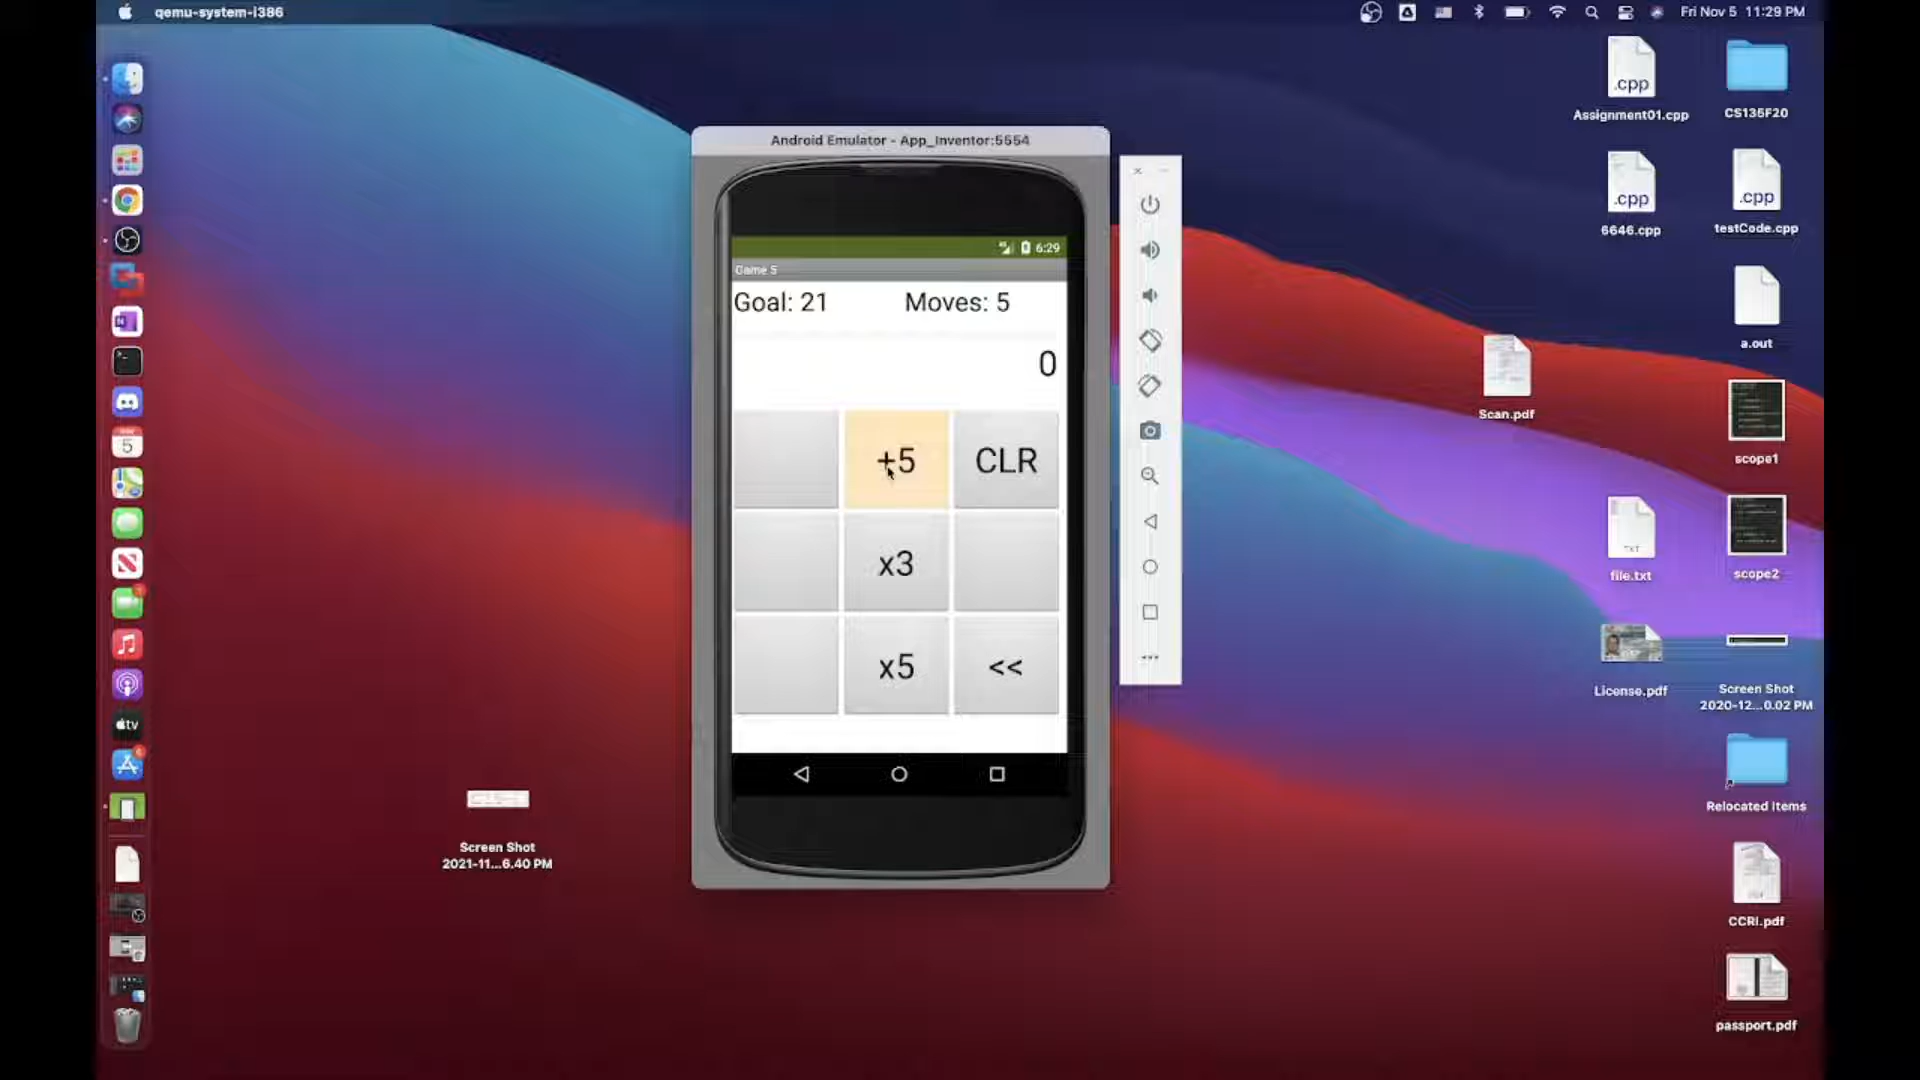 qemu-system-i386
Fri Nov 5 11:29 PM
Assignment01.cpp
CS135F20
.cpp
.cpp
6646.cpp
testCode.cpp
.cpp
a.out
Scan.pdf
scope1
TXT
file.txt
scope2
License.pdf
Screen Shot
2020-12...0.02 PM
Relocated Items
CCRI.pdf
passport.pdf
Screen Shot
2021-11...6.40 PM
5
tv
Android Emulator - App_Inventor:5554
6:29
Game 5
Goal: 21 Moves: 5
0
+5 CLR
x3
x5 <<